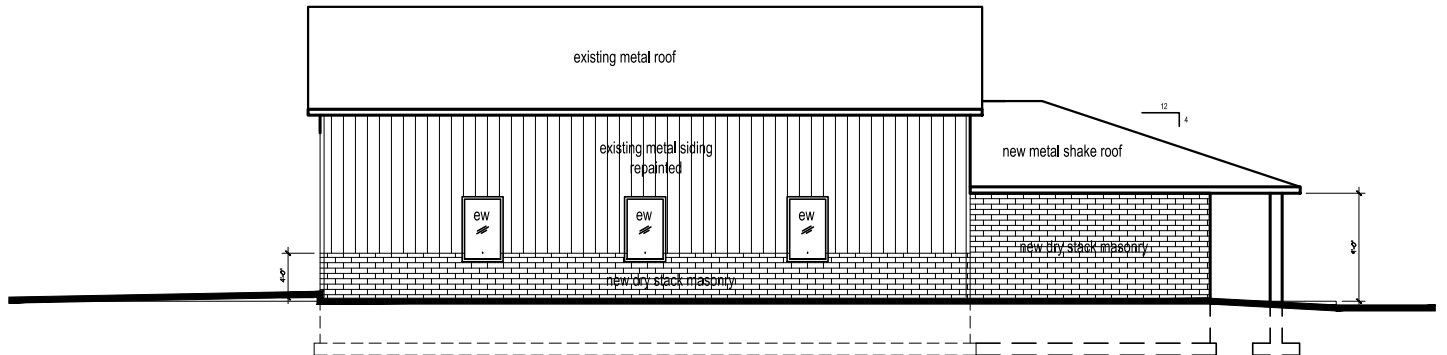 existing metal roof
12
4
existing metal siding
repainted
new metal shake roof
ew
ew
ew
new dry stack masonry
4'-0"
new dry stack masonry